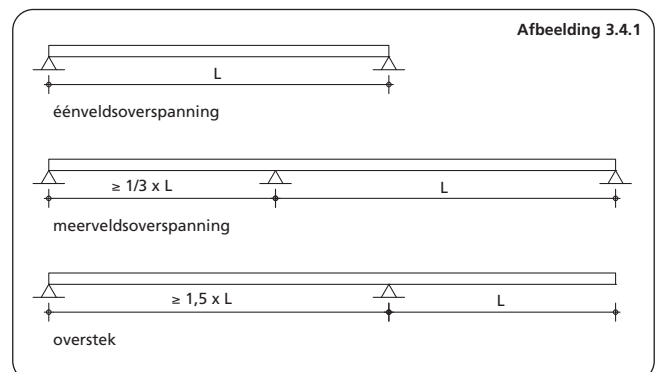 Afbeelding 3.4.1
L
éénveldsoverspanning
≥ 1/3 x L
L
meerveldsoverspanning
≥ 1,5 x L
L
overstek